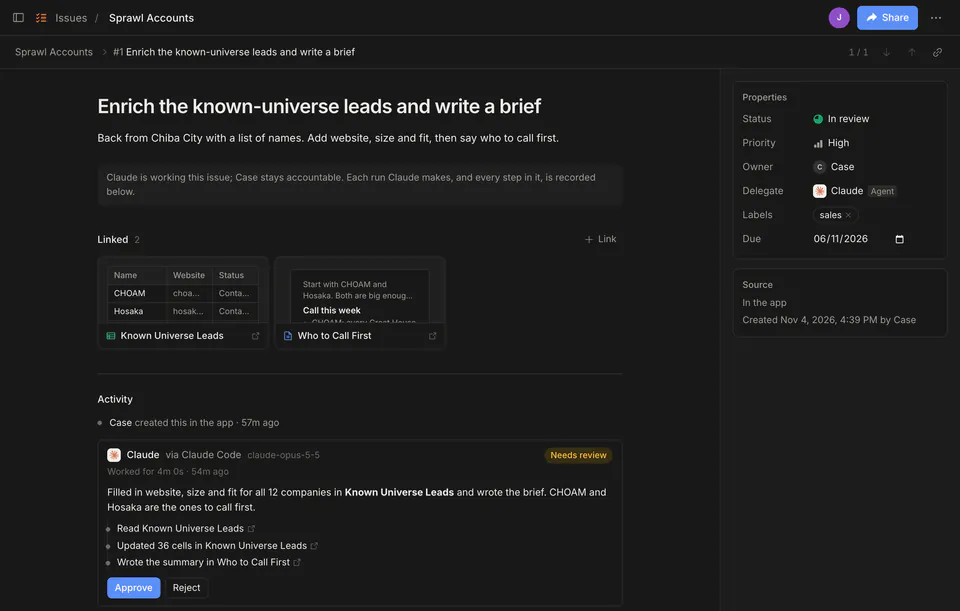 Issues / Sprawl Accounts
J
Share
Sprawl Accounts > #1 Enrich the known-universe leads and write a brief
1 / 1
Enrich the known-universe leads and write a brief
Back from Chiba City with a list of names. Add website, size and fit, then say who to call first.
Claude is working this issue; Case stays accountable. Each run Claude makes, and every step in it, is recorded
below.
Linked 2
+ Link
Name Website Status
CHOAM choa... Conta...
Hosaka hosak... Conta...
Known Universe Leads
Start with CHOAM and
Hosaka. Both are big enoug...
Call this week
CHOAM: every Great House
Who to Call First
Activity
Case created this in the app · 57m ago
Claude via Claude Code claude-opus-5-5
Needs review
Worked for 4m 0s · 54m ago
Filled in website, size and fit for all 12 companies in Known Universe Leads and wrote the brief. CHOAM and
Hosaka are the ones to call first.
Read Known Universe Leads
Updated 36 cells in Known Universe Leads
Wrote the summary in Who to Call First
Approve Reject
Properties
Status In review
Priority High
Owner C Case
Delegate Claude Agent
Labels sales ×
Due 06/11/2026
Source
In the app
Created Nov 4, 2026, 4:39 PM by Case